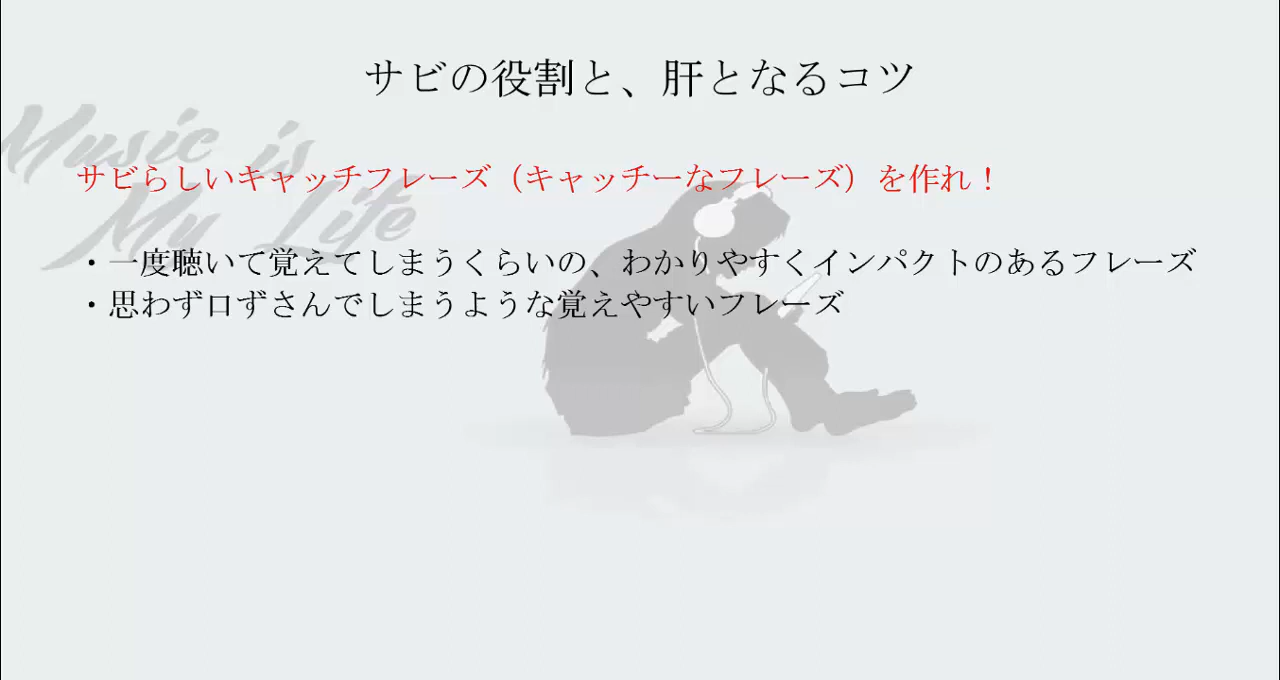 サビの役割と、肝となるコツ
Music is
My Life
サビらしいキャッチフレーズ（キャッチーなフレーズ）を作れ！
・一度聴いて覚えてしまうくらいの、わかりやすくインパクトのあるフレーズ
・思わず口ずさんでしまうような覚えやすいフレーズ